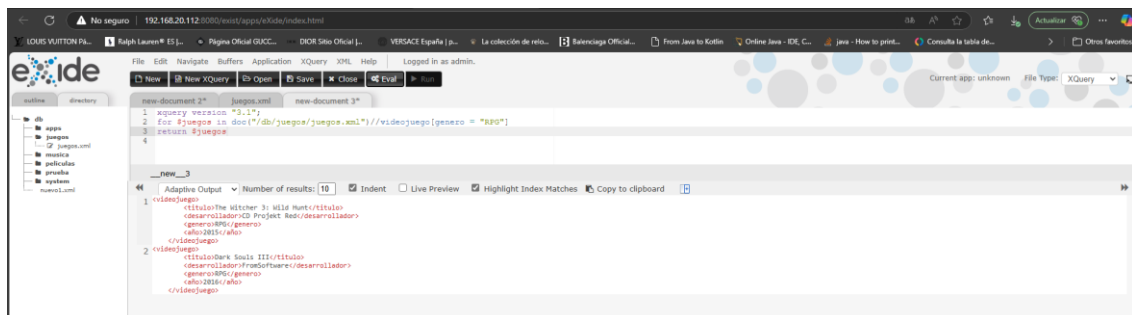 No seguro 192.168.20.112:8080/exist/apps/eXide/index.html
Actualizar
LOUIS VUITTON PÁ... Ralph Lauren® ES |... Página Oficial GUCC... DIOR Sitio Oficial |... VERSACE España | p... La colección de relo... Balenciaga Official... From Java to Kotlin Online Java - IDE, C... java - How to print... Consulta la tabla de... Otros favoritos
eXide
File Edit Navigate Buffers Application XQuery XML Help Logged in as admin.
New New XQuery Open Save Close Eval Run
Current app: unknown File Type: XQuery
outline directory
new-document 2* juegos.xml new-document 3*
db
apps
juegos
juegos.xml
musica
peliculas
prueba
system
nuevo1.xml
1 xquery version "3.1";
2 for $juegos in doc("/db/juegos/juegos.xml")//videojuego[genero = "RPG"]
3 return $juegos
4
__new__3
Adaptive Output Number of results: 10 Indent Live Preview Highlight Index Matches Copy to clipboard
1 <videojuego>
<titulo>The Witcher 3: Wild Hunt</titulo>
<desarrollador>CD Projekt Red</desarrollador>
<genero>RPG</genero>
<año>2015</año>
</videojuego>
2 <videojuego>
<titulo>Dark Souls III</titulo>
<desarrollador>FromSoftware</desarrollador>
<genero>RPG</genero>
<año>2016</año>
</videojuego>